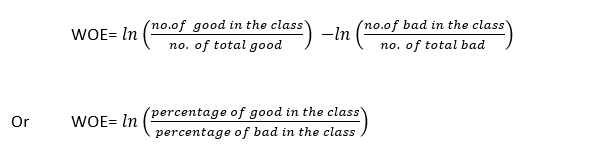 WOE= ln (no.of good in the class / no. of total good) −ln (no.of bad in the class / no. of total bad)
Or WOE= ln (percentage of good in the class / percentage of bad in the class)